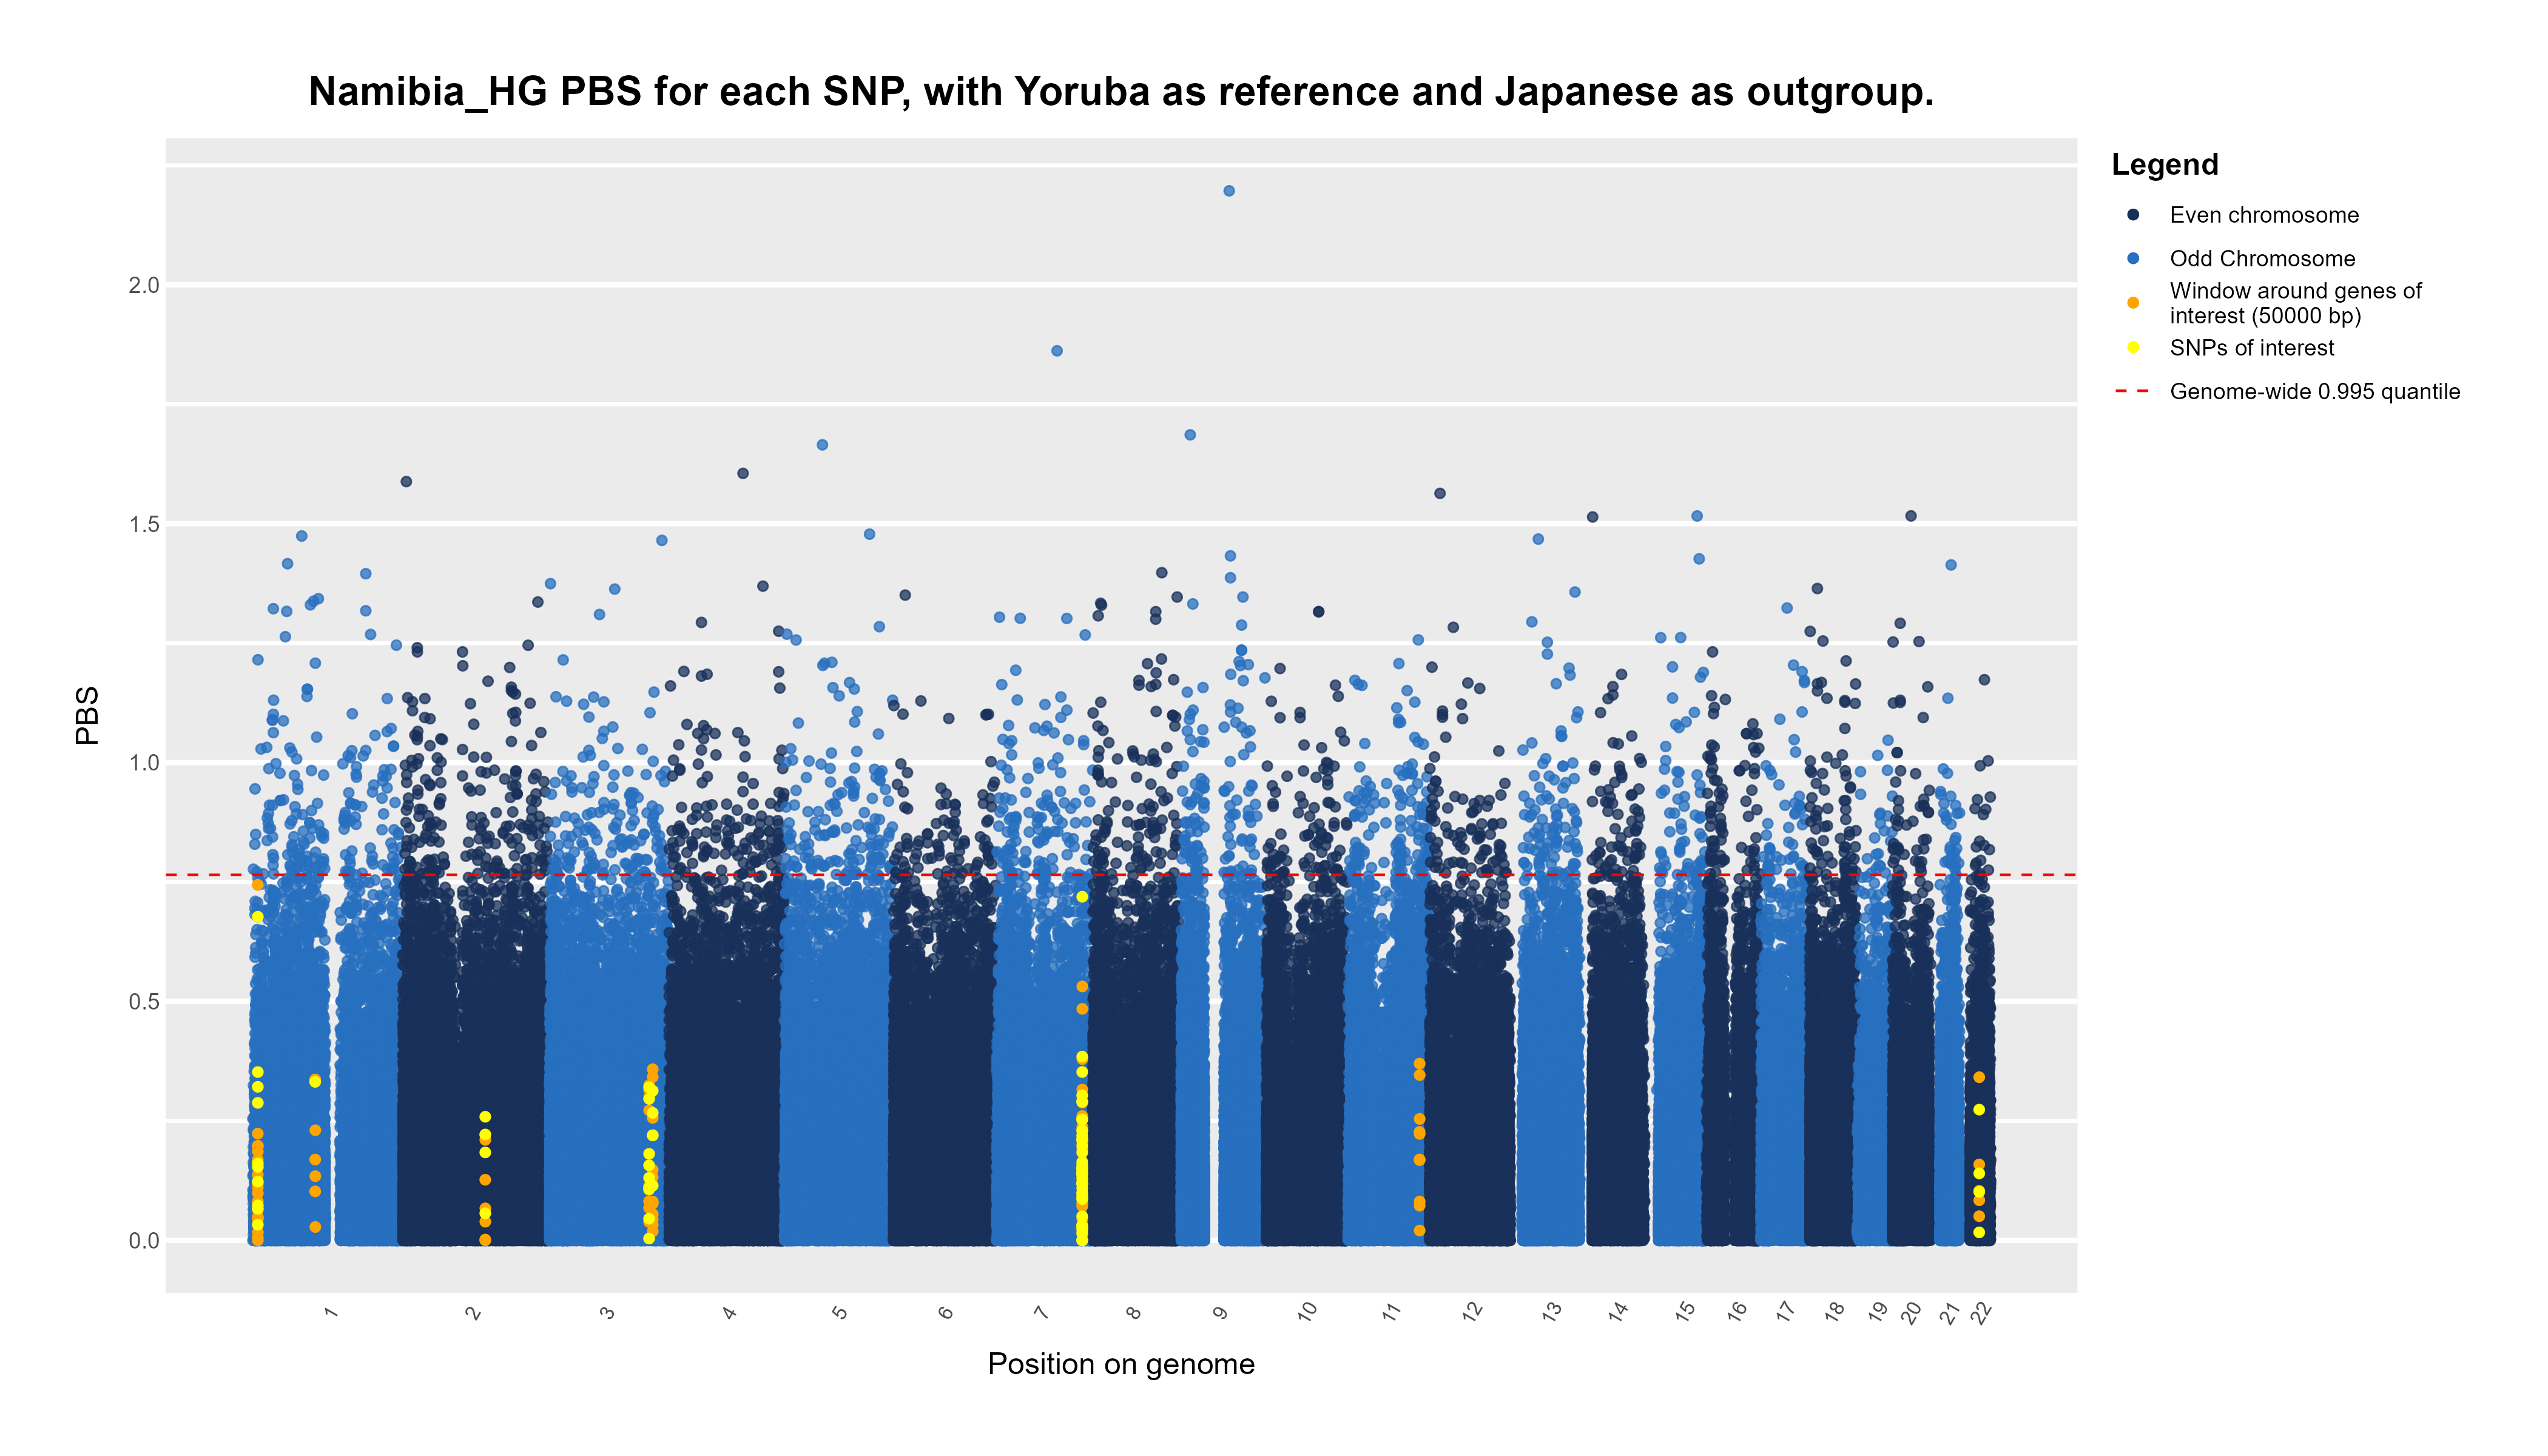 Namibia_HG PBS for each SNP, with Yoruba as reference and Japanese as outgroup.
Legend
Even chromosome
Odd Chromosome
Window around genes of
interest (50000 bp)
SNPs of interest
Genome-wide 0.995 quantile
PBS
2.0
1.5
1.0
0.5
0.0
1 2 3 4 5 6 7 8 9 10 11 12 13 14 15 16 17 18 19 20 21 22
Position on genome